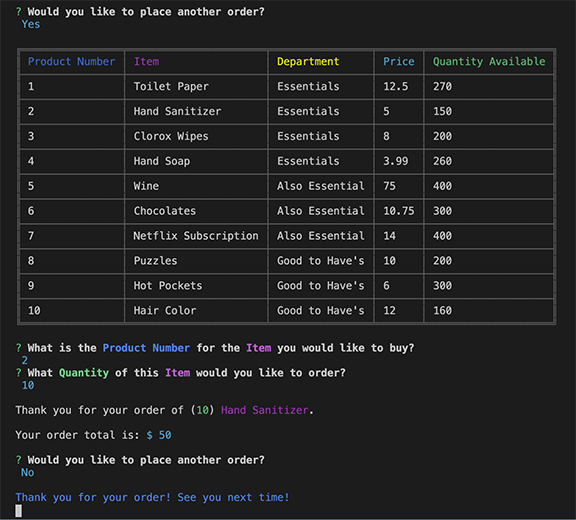 ? Would you like to place another order?
Yes
Product Number Item Department Price Quantity Available
1 Toilet Paper Essentials 12.5 270
2 Hand Sanitizer Essentials 5 150
3 Clorox Wipes Essentials 8 200
4 Hand Soap Essentials 3.99 260
5 Wine Also Essential 75 400
6 Chocolates Also Essential 10.75 300
7 Netflix Subscription Also Essential 14 400
8 Puzzles Good to Have's 10 200
9 Hot Pockets Good to Have's 6 300
10 Hair Color Good to Have's 12 160
? What is the Product Number for the Item you would like to buy?
2
? What Quantity of this Item would you like to order?
10
Thank you for your order of (10) Hand Sanitizer.
Your order total is: $ 50
? Would you like to place another order?
No
Thank you for your order! See you next time!